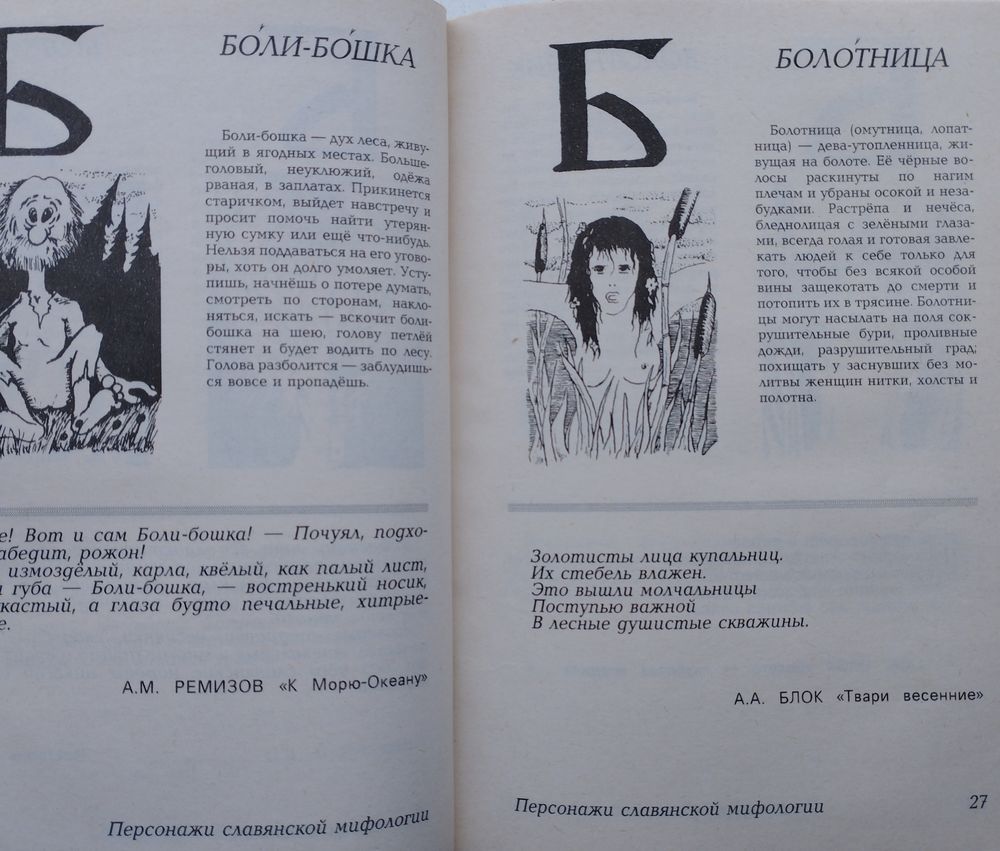 Б
БО́ЛИ-БО́ШКА
Боли-бошка — дух леса, живу-
щий в ягодных местах. Больше-
головый, неуклюжий, одёжа
рваная, в заплатах. Прикинется
старичком, выйдет навстречу и
просит помочь найти утерян-
ную сумку или ещё что-нибудь.
Нельзя поддаваться на его угово-
ры, хоть он долго умоляет. Усту-
пишь, начнёшь о потере думать,
смотреть по сторонам, накло-
няться, искать — вскочит боли-
бошка на шею, голову петлёй
стянет и будет водить по лесу.
Голова разболится — заблудишь-
ся вовсе и пропадёшь.
е! Вот и сам Боли-бошка! — Почуял, подхо-
абедит, рожон!
измозделый, карла, квёлый, как палый лист,
губа — Боли-бошка, — востренький носик,
кастый, а глаза будто печальные, хитрые-
е.
А.М. РЕМИЗОВ «К Морю-Океану»
Персонажи славянской мифологии
Б
БОЛО́ТНИЦА
Болотница (омутница, лопат-
ница) — дева-утопленница, жи-
вущая на болоте. Её чёрные во-
лосы раскинуты по нагим
плечам и убраны осокой и неза-
будками. Растрёпа и нечёса,
бледнолицая с зелёными глаза-
ми, всегда голая и готовая завле-
кать людей к себе только для
того, чтобы без всякой особой
вины защекотать до смерти и
потопить их в трясине. Болотни-
цы могут насылать на поля сок-
рушительные бури, проливные
дожди, разрушительный град;
похищать у заснувших без мо-
литвы женщин нитки, холсты и
полотна.
Золотисты лица купальниц.
Их стебель влажен.
Это вышли молчальницы
Поступью важной
В лесные душистые скважины.
А.А. БЛОК «Твари весенние»
Персонажи славянской мифологии
27